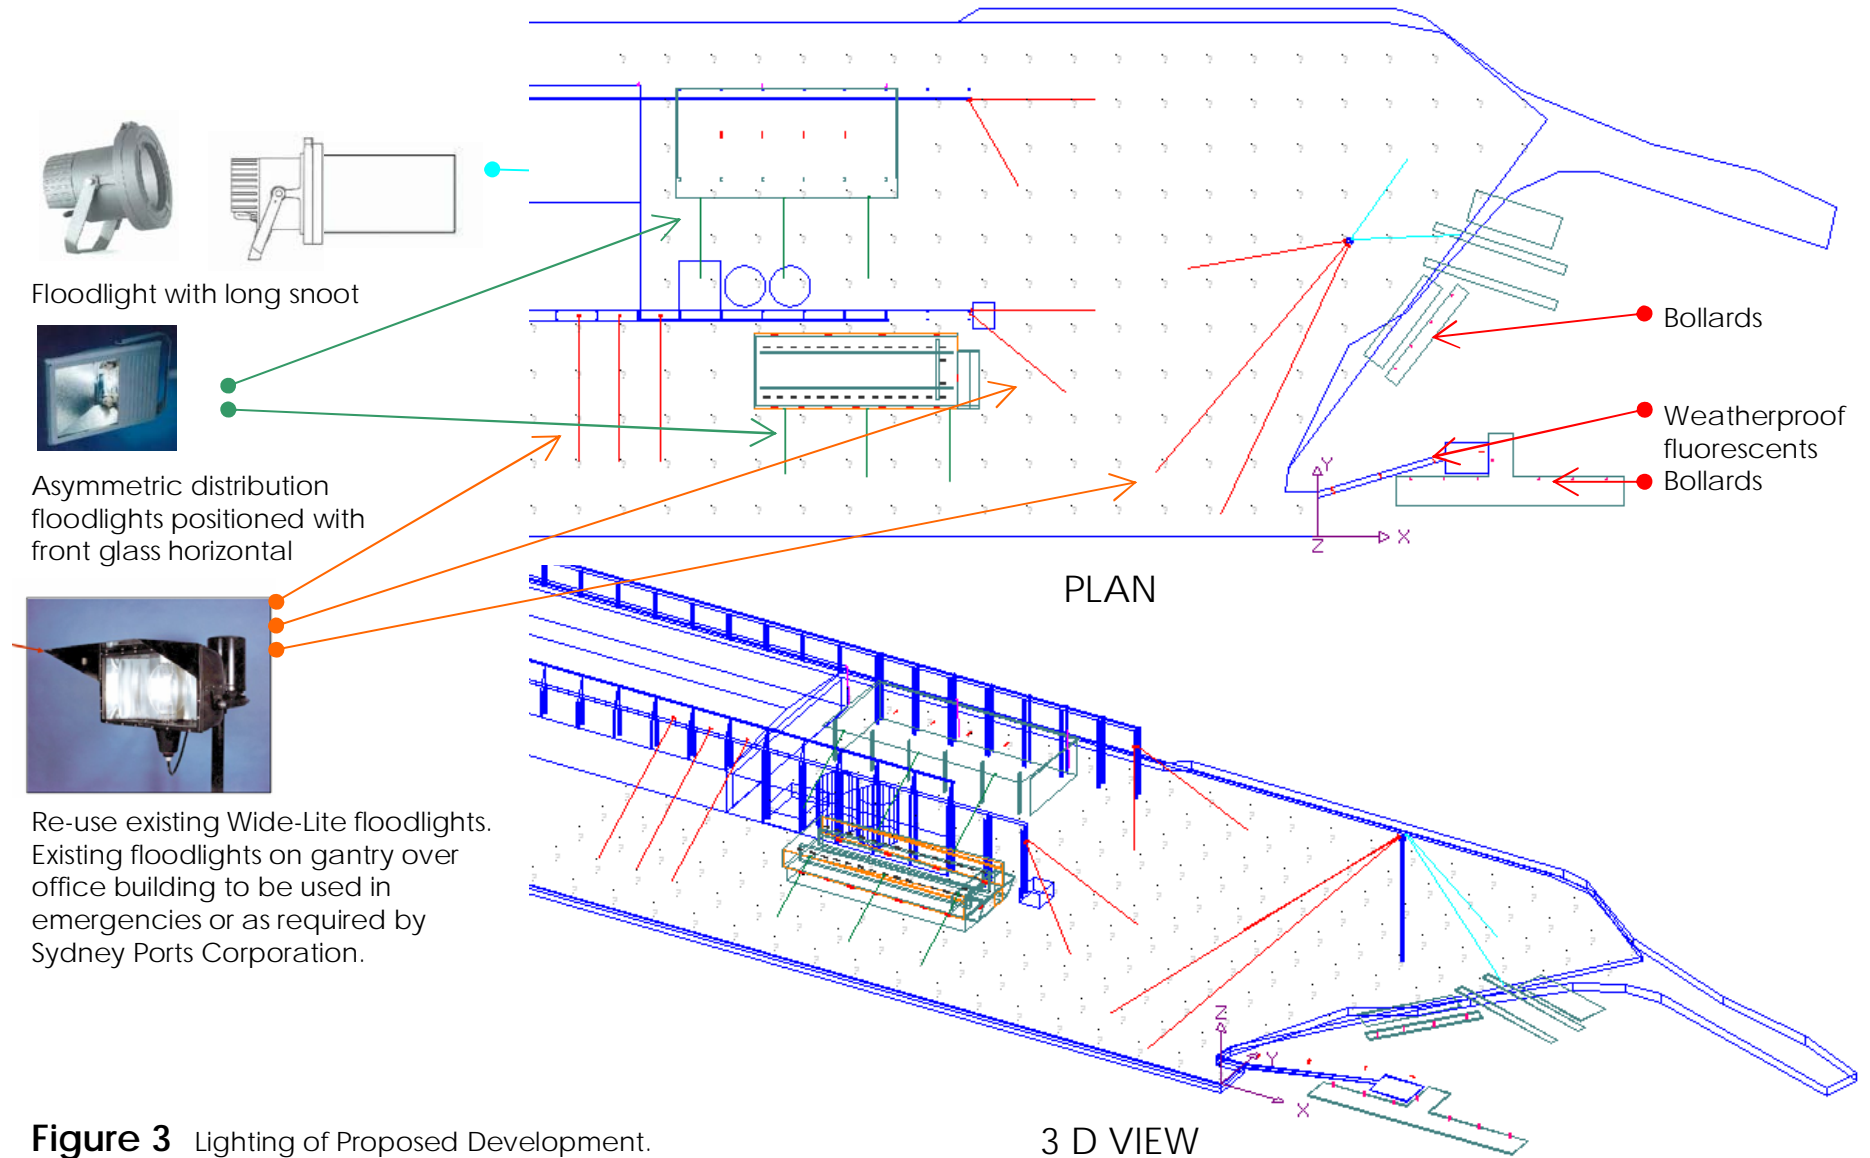 Floodlight with long snoot
Asymmetric distribution
floodlights positioned with
front glass horizontal
Re-use existing Wide-Lite floodlights.
Existing floodlights on gantry over
office building to be used in
emergencies or as required by
Sydney Ports Corporation.
Bollards
Weatherproof
fluorescents
Bollards
Y
Z
X
PLAN
Z
Y
X
3 D VIEW
Figure 3 Lighting of Proposed Development.